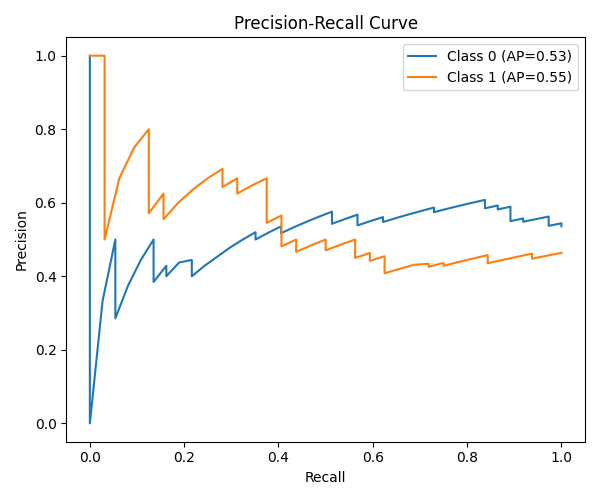 Precision-Recall Curve
Class 0 (AP=0.53)
Class 1 (AP=0.55)
Precision
1.0
0.8
0.6
0.4
0.2
0.0
0.0 0.2 0.4 0.6 0.8 1.0
Recall